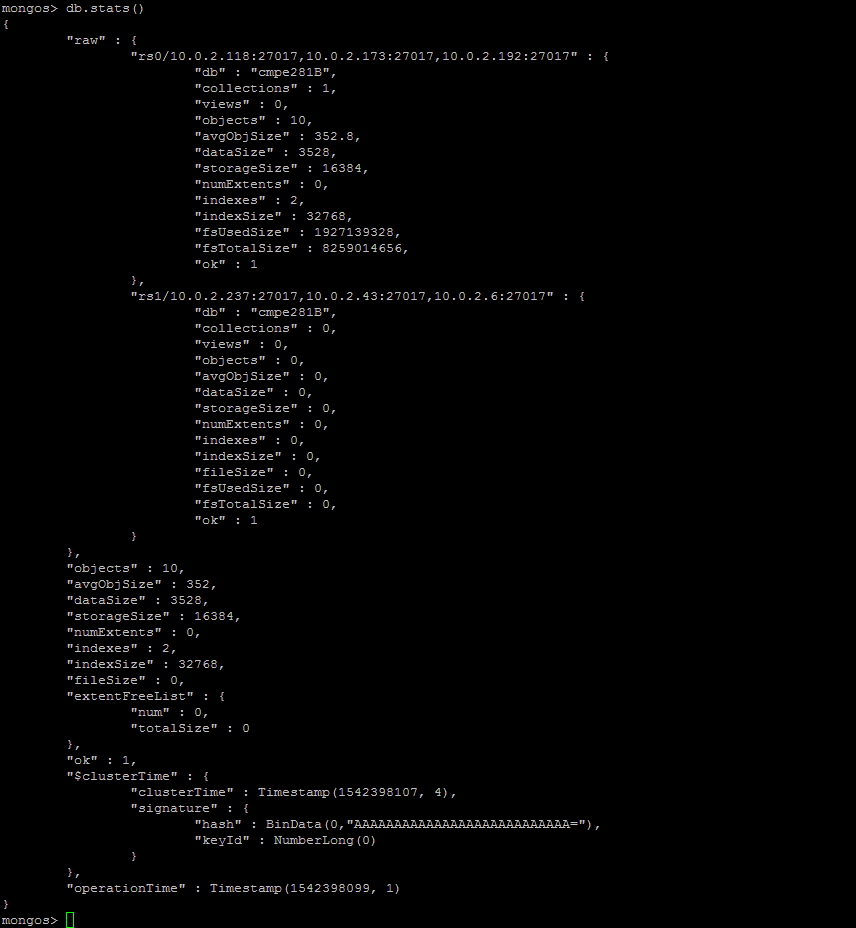 mongos> db.stats()
{
        "raw" : {
                "rs0/10.0.2.118:27017,10.0.2.173:27017,10.0.2.192:27017" : {
                        "db" : "cmpe281B",
                        "collections" : 1,
                        "views" : 0,
                        "objects" : 10,
                        "avgObjSize" : 352.8,
                        "dataSize" : 3528,
                        "storageSize" : 16384,
                        "numExtents" : 0,
                        "indexes" : 2,
                        "indexSize" : 32768,
                        "fsUsedSize" : 1927139328,
                        "fsTotalSize" : 8259014656,
                        "ok" : 1
                },
                "rs1/10.0.2.237:27017,10.0.2.43:27017,10.0.2.6:27017" : {
                        "db" : "cmpe281B",
                        "collections" : 0,
                        "views" : 0,
                        "objects" : 0,
                        "avgObjSize" : 0,
                        "dataSize" : 0,
                        "storageSize" : 0,
                        "numExtents" : 0,
                        "indexes" : 0,
                        "indexSize" : 0,
                        "fileSize" : 0,
                        "fsUsedSize" : 0,
                        "fsTotalSize" : 0,
                        "ok" : 1
                }
        },
        "objects" : 10,
        "avgObjSize" : 352,
        "dataSize" : 3528,
        "storageSize" : 16384,
        "numExtents" : 0,
        "indexes" : 2,
        "indexSize" : 32768,
        "fileSize" : 0,
        "extentFreeList" : {
                "num" : 0,
                "totalSize" : 0
        },
        "ok" : 1,
        "$clusterTime" : {
                "clusterTime" : Timestamp(1542398107, 4),
                "signature" : {
                        "hash" : BinData(0,"AAAAAAAAAAAAAAAAAAAAAAAAAAA="),
                        "keyId" : NumberLong(0)
                }
        },
        "operationTime" : Timestamp(1542398099, 1)
}
mongos>